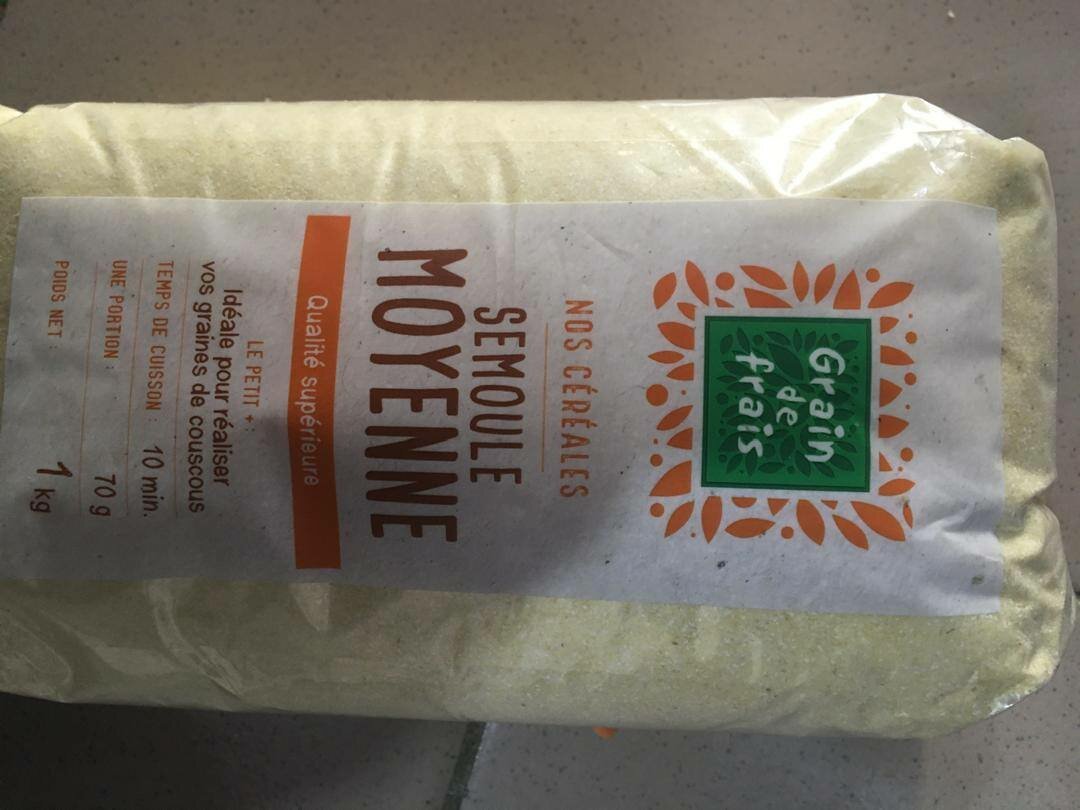 Grain
de
frais
NOS CÉRÉALES
SEMOULE
MOYENNE
Qualité supérieure
LE PETIT +
Idéale pour réaliser
vos graines de couscous
TEMPS DE CUISSON : 10 min.
UNE PORTION : 70 g
POIDS NET 1 kg